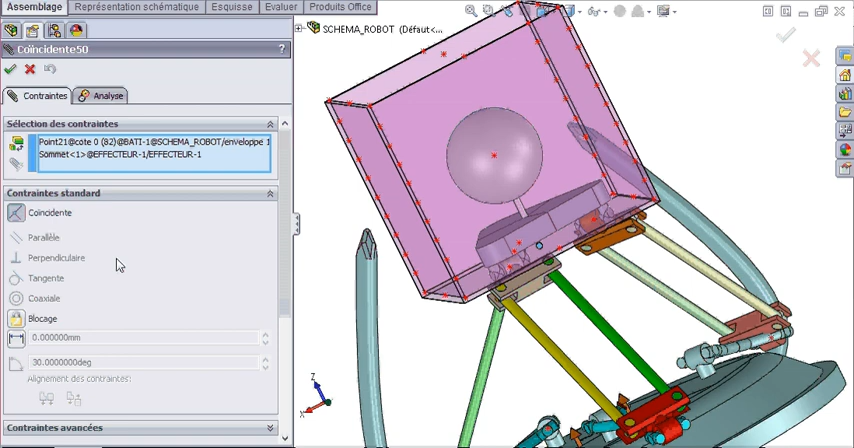 Assemblage
Représentation schématique
Esquisse
Evaluer
Produits Office
SCHEMA_ROBOT (Défaut<...
Coïncidente50
?
Contraintes
Analyse
Sélection des contraintes
Point21@cote 0 (82)@BATI-1@SCHEMA_ROBOT/enveloppe 1
Sommet<1>@EFFECTEUR-1/EFFECTEUR-1
Contraintes standard
Coïncidente
Parallèle
Perpendiculaire
Tangente
Coaxiale
Blocage
0.000000mm
30.0000000deg
Alignement des contraintes:
Contraintes avancées
Z
X